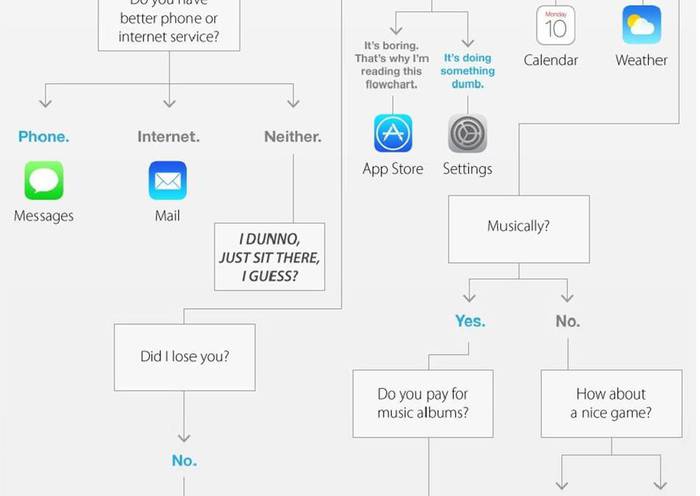 Do you have
better phone or
internet service?
Phone.
Internet.
Neither.
Messages
Mail
I DUNNO,
JUST SIT THERE,
I GUESS?
It's boring.
That's why I'm
reading this
flowchart.
It's doing
something
dumb.
App Store
Settings
Monday
10
Calendar
Weather
Musically?
Yes.
No.
Did I lose you?
No.
Do you pay for
music albums?
How about
a nice game?